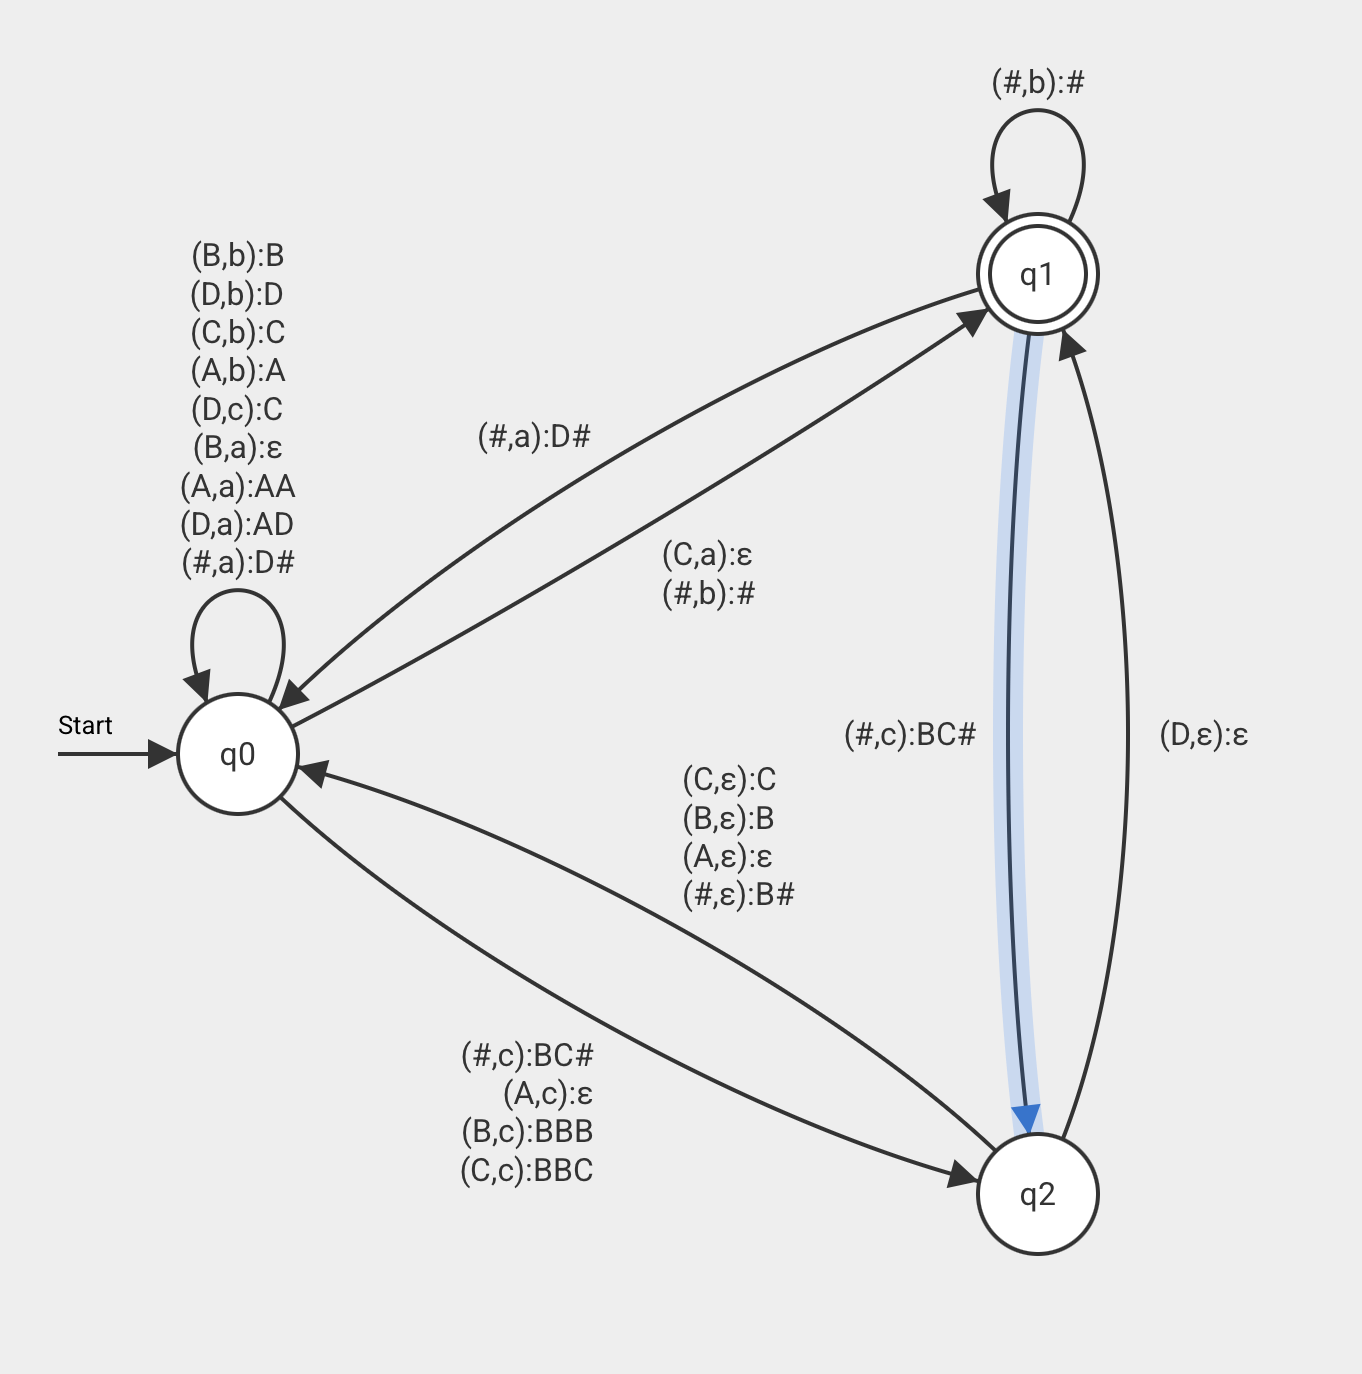 (#,b):#
q1
(B,b):B
(D,b):D
(C,b):C
(A,b):A
(D,c):C
(B,a):ε
(A,a):AA
(D,a):AD
(#,a):D#
(#,a):D#
(C,a):ε
(#,b):#
Start
q0
(#,c):BC#
(D,ε):ε
(C,ε):C
(B,ε):B
(A,ε):ε
(#,ε):B#
(#,c):BC#
(A,c):ε
(B,c):BBB
(C,c):BBC
q2